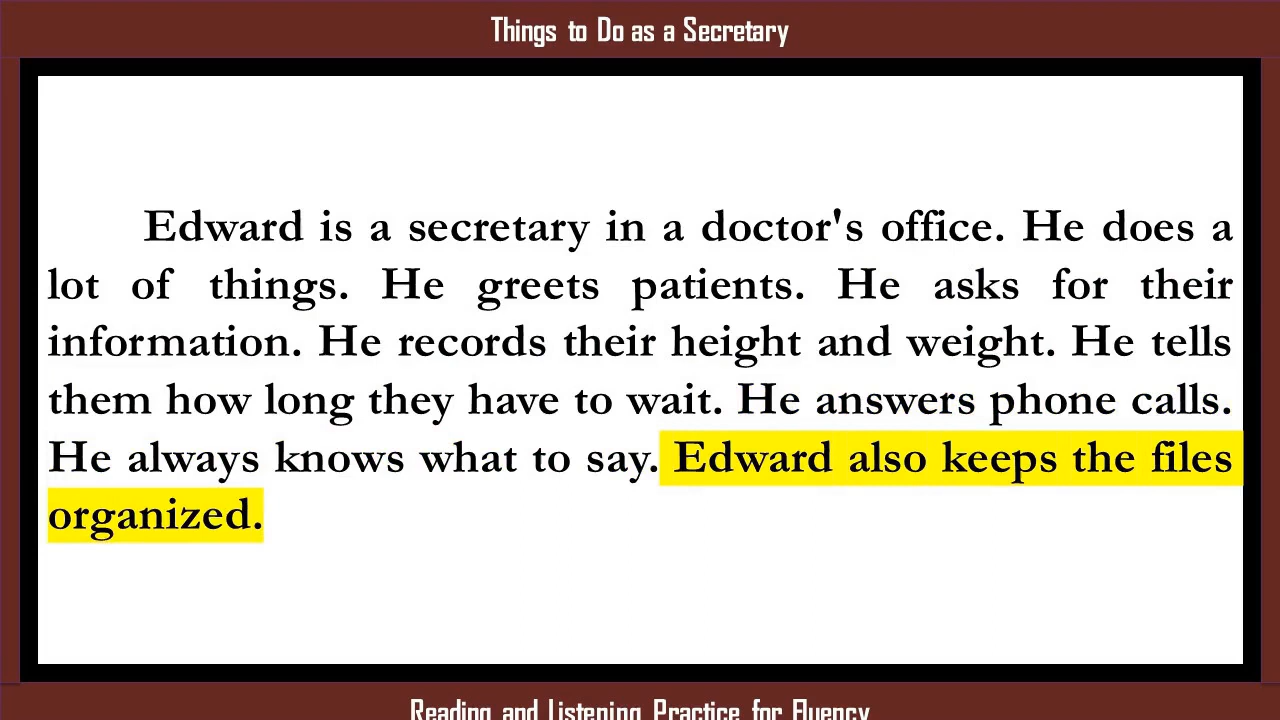 Things to Do as a Secretary
Edward is a secretary in a doctor's office. He does a
lot of things. He greets patients. He asks for their
information. He records their height and weight. He tells
them how long they have to wait. He answers phone calls.
He always knows what to say. Edward also keeps the files
organized.
Reading and Listening Practice for Fluency